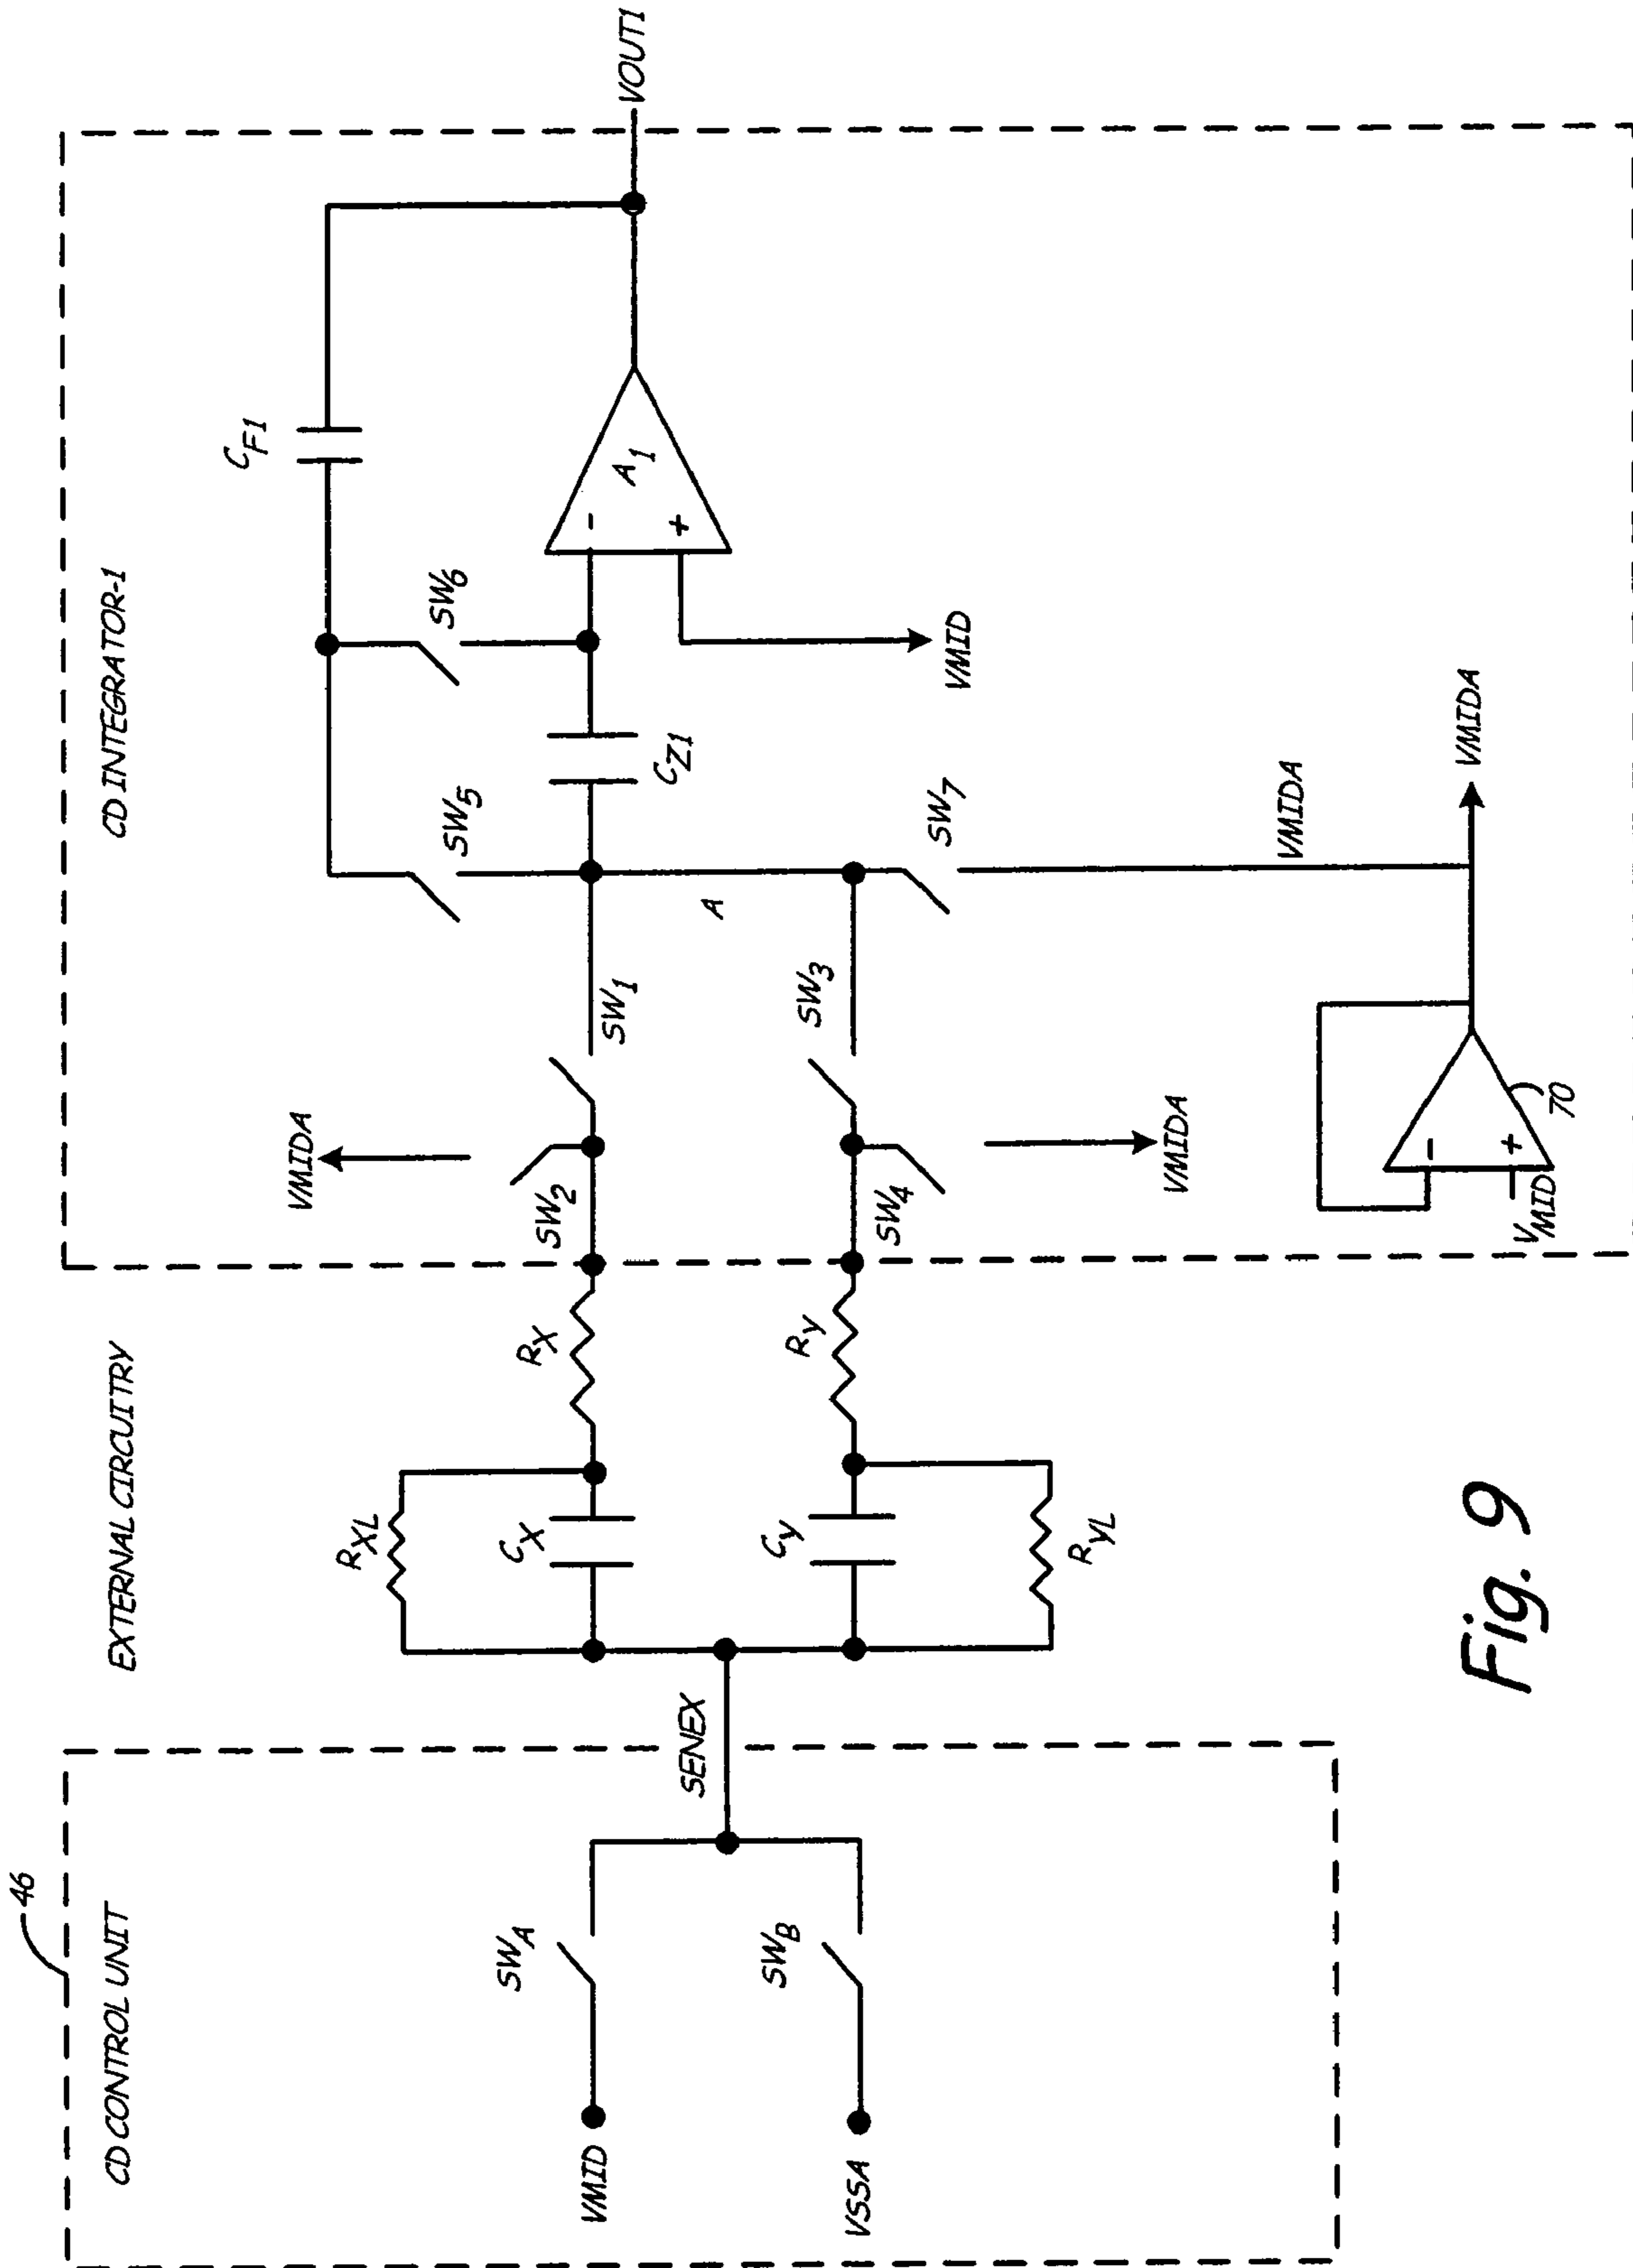 46
CD CONTROL UNIT
EXTERNAL CIRCUITRY
CD INTEGRATOR-1
VMID
SWA
VSSA
SWB
SENEX
RXL
CX
RX
CY
RY
RYL
VMIDA
SW2
SW1
SW4
SW3
VMIDA
A
SW5
SW6
SW7
CZ1
CF1
A1
-
+
VMID
VOUT1
VMIDA
VMIDA
VMID
-
+
70
Fig. 9